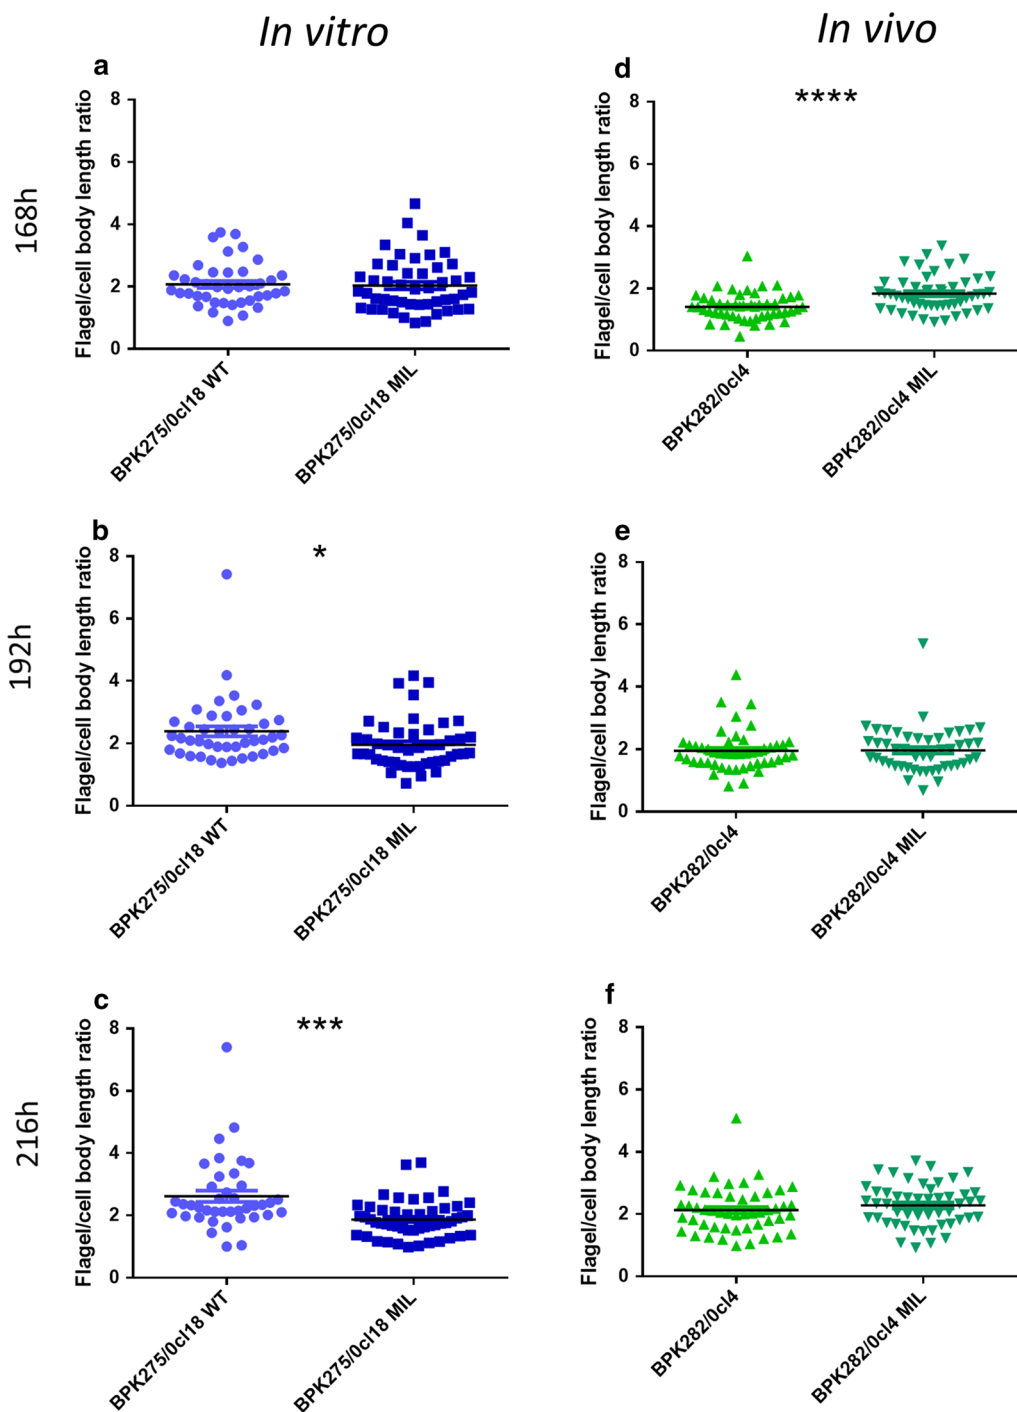 In vitro
In vivo
168h
a
8
6
4
2
0
Flagel/cell body length ratio
BPK275/0cl18 WT
BPK275/0cl18 MIL
d
****
8
6
4
2
0
Flagel/cell body length ratio
BPK282/0cl4
BPK282/0cl4 MIL
192h
b
*
8
6
4
2
0
Flagel/cell body length ratio
BPK275/0cl18 WT
BPK275/0cl18 MIL
e
8
6
4
2
0
Flagel/cell body length ratio
BPK282/0cl4
BPK282/0cl4 MIL
216h
c
***
8
6
4
2
0
Flagel/cell body length ratio
BPK275/0cl18 WT
BPK275/0cl18 MIL
f
8
6
4
2
0
Flagel/cell body length ratio
BPK282/0cl4
BPK282/0cl4 MIL